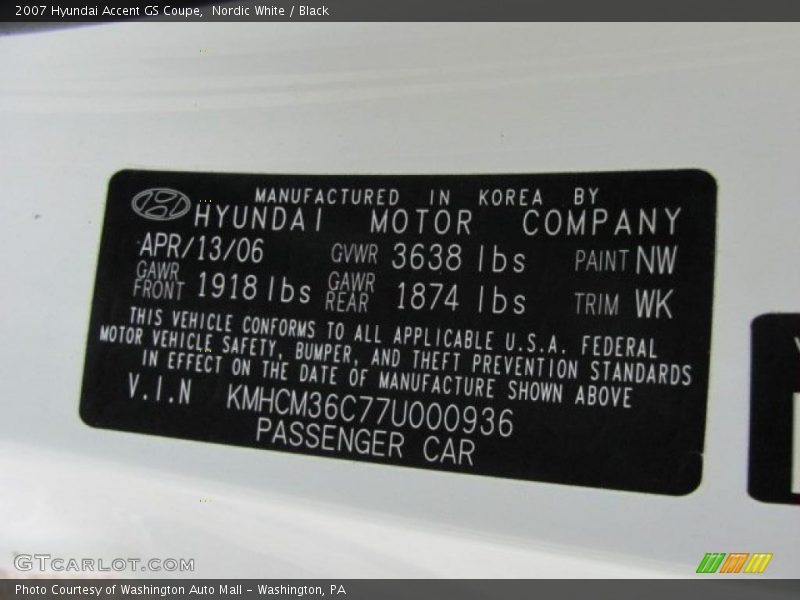 2007 Hyundai Accent GS Coupe,  Nordic White / Black
MANUFACTURED IN KOREA BY
HYUNDAI MOTOR COMPANY
APR/13/06 GVWR 3638 lbs PAINT NW
GAWR FRONT 1918 lbs GAWR REAR 1874 lbs TRIM WK
THIS VEHICLE CONFORMS TO ALL APPLICABLE U.S.A. FEDERAL
MOTOR VEHICLE SAFETY, BUMPER, AND THEFT PREVENTION STANDARDS
IN EFFECT ON THE DATE OF MANUFACTURE SHOWN ABOVE
V.I.N KMHCM36C77U000936
PASSENGER CAR
GTCARLOT.COM
Photo Courtesy of Washington Auto Mall - Washington, PA